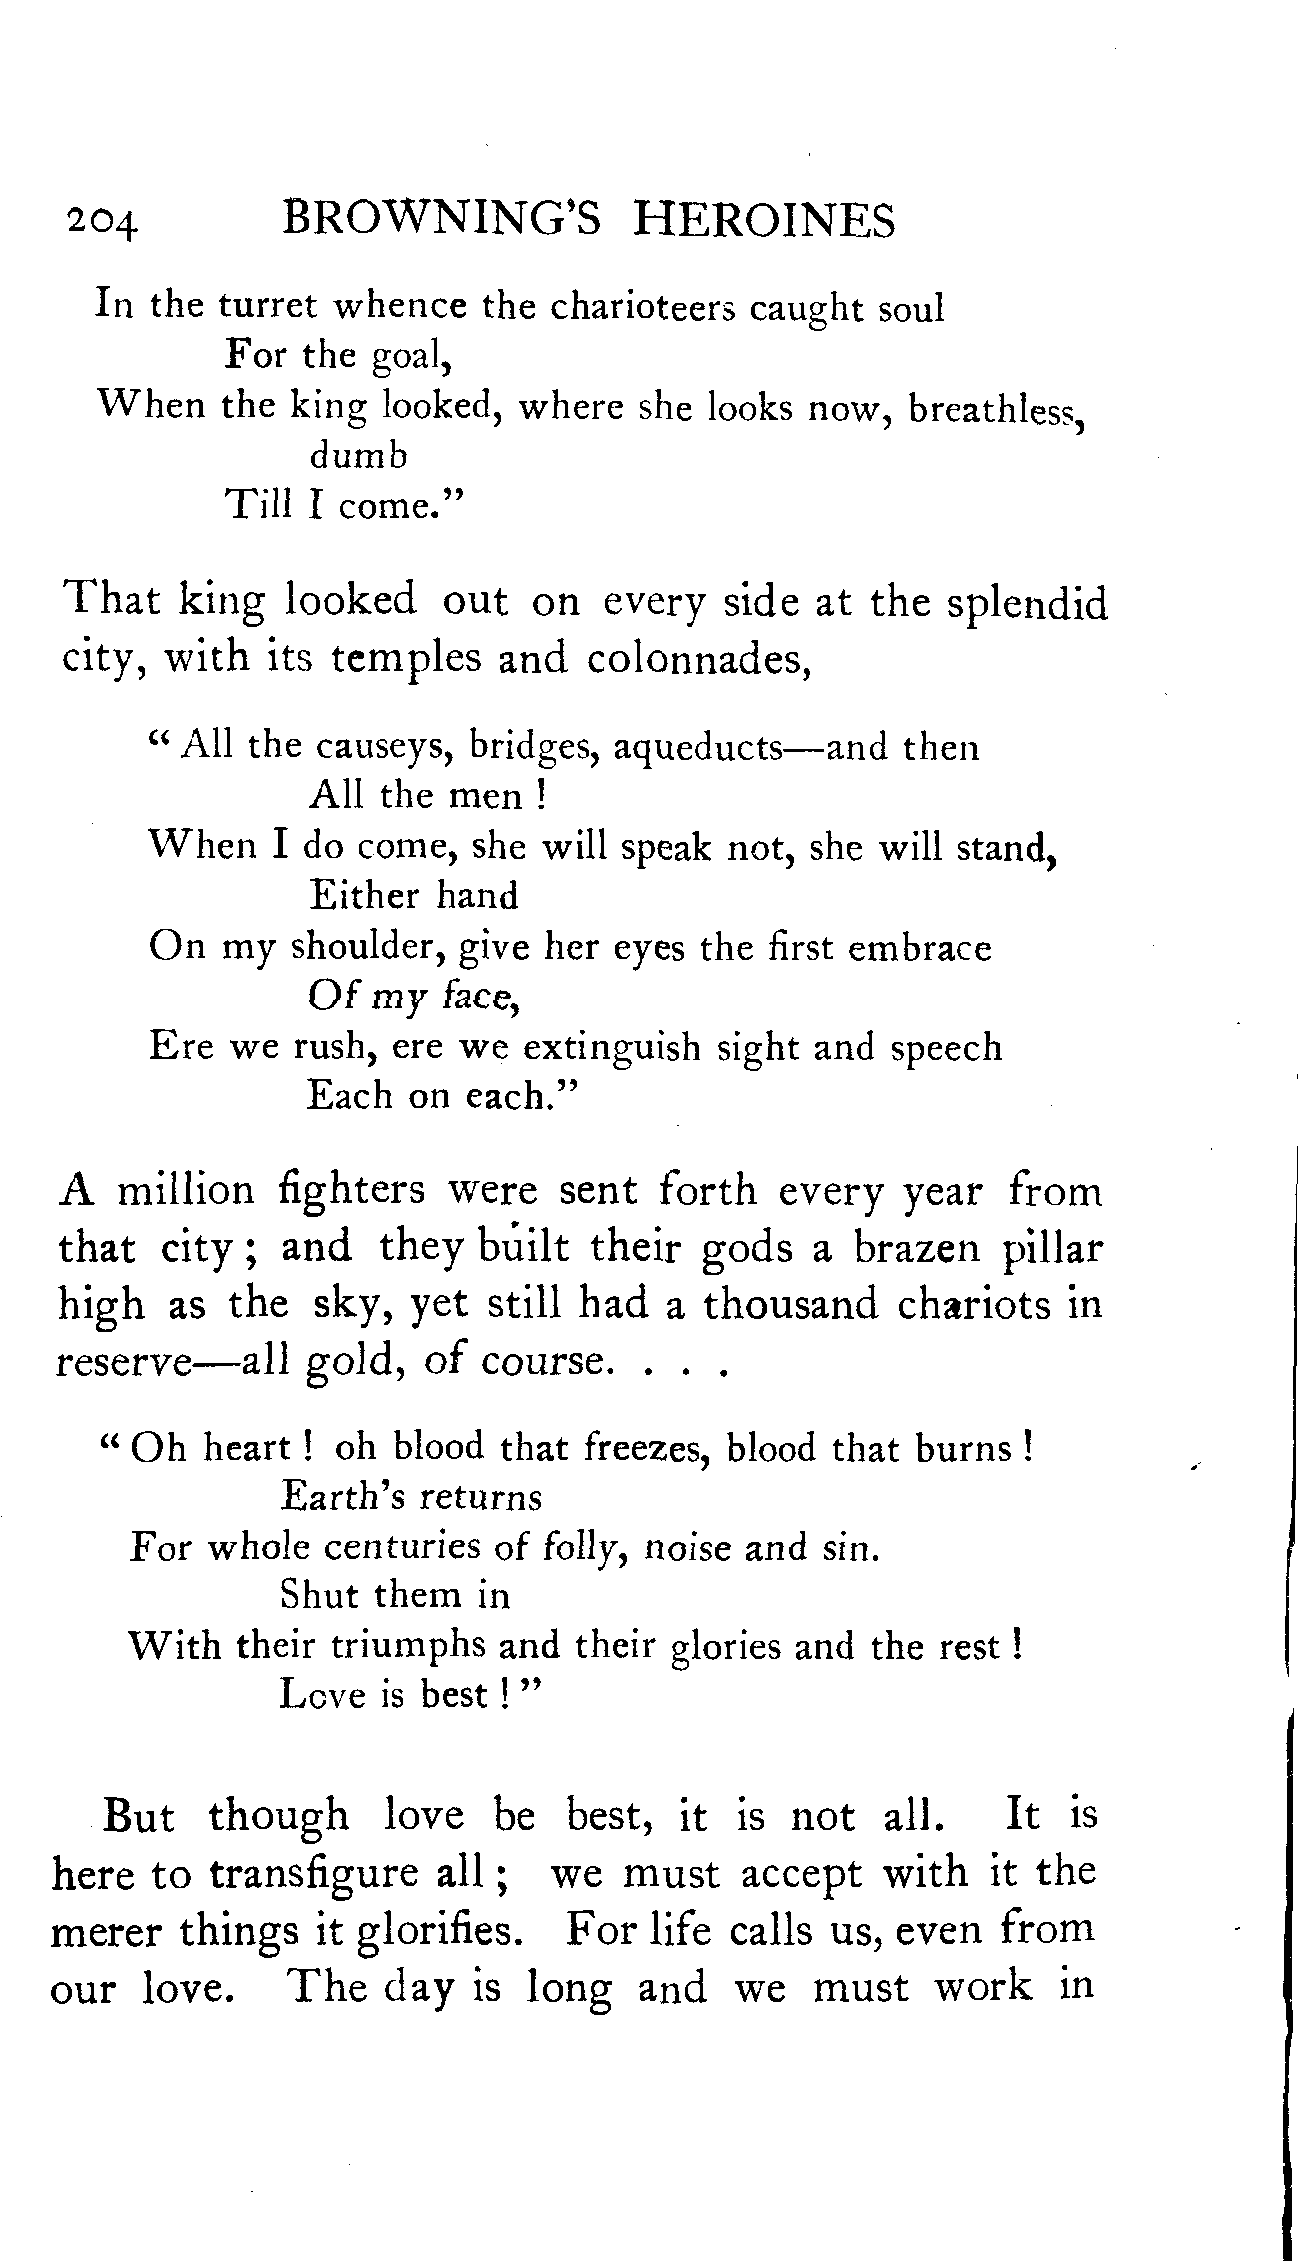 204 BROWNING'S HEROINES
In the turret whence the charioteers caught soul
For the goal,
When the king looked, where she looks now, breathless,
dumb
Till I come."
That king looked out on every side at the splendid
city, with its temples and colonnades,
"All the causeys, bridges, aqueducts—and then
All the men!
When I do come, she will speak not, she will stand,
Either hand
On my shoulder, give her eyes the first embrace
Of my face,
Ere we rush, ere we extinguish sight and speech
Each on each."
A million fighters were sent forth every year from
that city; and they built their gods a brazen pillar
high as the sky, yet still had a thousand chariots in
reserve—all gold, of course. . . .
"Oh heart! oh blood that freezes, blood that burns!
Earth's returns
For whole centuries of folly, noise and sin.
Shut them in
With their triumphs and their glories and the rest!
Love is best!"
But though love be best, it is not all. It is
here to transfigure all; we must accept with it the
merer things it glorifies. For life calls us, even from
our love. The day is long and we must work in